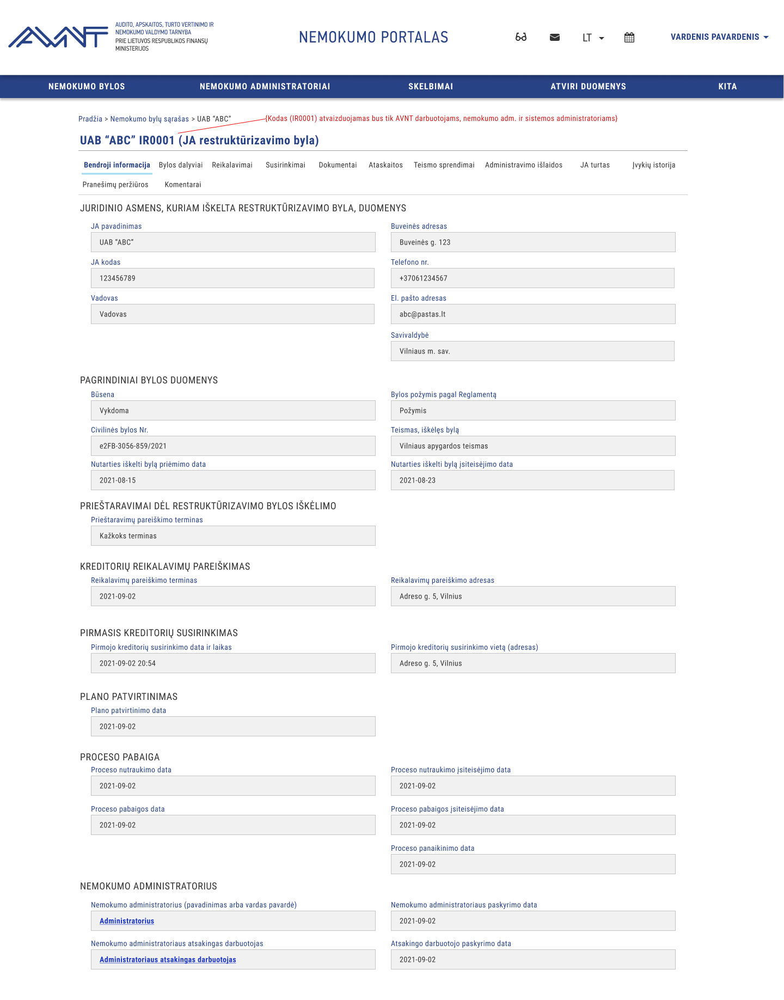 AUDITO, APSKAITOS, TURTO VERTINIMO IR
NEMOKUMO VALDYMO TARNYBA
PRIE LIETUVOS RESPUBLIKOS FINANSŲ
MINISTERIJOS
AVNT
NEMOKUMO PORTALAS
LT
VARDENIS PAVARDENIS
NEMOKUMO BYLOS NEMOKUMO ADMINISTRATORIAI SKELBIMAI ATVIRI DUOMENYS KITA
Pradžia > Nemokumo bylų sąrašas > UAB “ABC”
{Kodas (IR0001) atvaizduojamas bus tik AVNT darbuotojams, nemokumo adm. ir sistemos administratoriams}
UAB “ABC” IR0001 (JA restruktūrizavimo byla)
Bendroji informacija Bylos dalyviai Reikalavimai Susirinkimai Dokumentai Ataskaitos Teismo sprendimai Administravimo išlaidos JA turtas Įvykių istorija
Pranešimų peržiūros Komentarai
JURIDINIO ASMENS, KURIAM IŠKELTA RESTRUKTŪRIZAVIMO BYLA, DUOMENYS
JA pavadinimas Buveinės adresas
UAB “ABC” Buveinės g. 123
JA kodas Telefono nr.
123456789 +37061234567
Vadovas El. pašto adresas
Vadovas abc@pastas.lt
Savivaldybė
Vilniaus m. sav.
PAGRINDINIAI BYLOS DUOMENYS
Būsena Bylos požymis pagal Reglamentą
Vykdoma Požymis
Civilinės bylos Nr. Teismas, iškėlęs bylą
e2FB-3056-859/2021 Vilniaus apygardos teismas
Nutarties iškelti bylą priėmimo data Nutarties iškelti bylą įsiteisėjimo data
2021-08-15 2021-08-23
PRIEŠTARAVIMAI DĖL RESTRUKTŪRIZAVIMO BYLOS IŠKĖLIMO
Prieštaravimų pareiškimo terminas
Kažkoks terminas
KREDITORIŲ REIKALAVIMŲ PAREIŠKIMAS
Reikalavimų pareiškimo terminas Reikalavimų pareiškimo adresas
2021-09-02 Adreso g. 5, Vilnius
PIRMASIS KREDITORIŲ SUSIRINKIMAS
Pirmojo kreditorių susirinkimo data ir laikas Pirmojo kreditorių susirinkimo vietą (adresas)
2021-09-02 20:54 Adreso g. 5, Vilnius
PLANO PATVIRTINIMAS
Plano patvirtinimo data
2021-09-02
PROCESO PABAIGA
Proceso nutraukimo data Proceso nutraukimo įsiteisėjimo data
2021-09-02 2021-09-02
Proceso pabaigos data Proceso pabaigos įsiteisėjimo data
2021-09-02 2021-09-02
Proceso panaikinimo data
2021-09-02
NEMOKUMO ADMINISTRATORIUS
Nemokumo administratorius (pavadinimas arba vardas pavardė) Nemokumo administratoriaus paskyrimo data
Administratorius 2021-09-02
Nemokumo administratoriaus atsakingas darbuotojas Atsakingo darbuotojo paskyrimo data
Administratoriaus atsakingas darbuotojas 2021-09-02